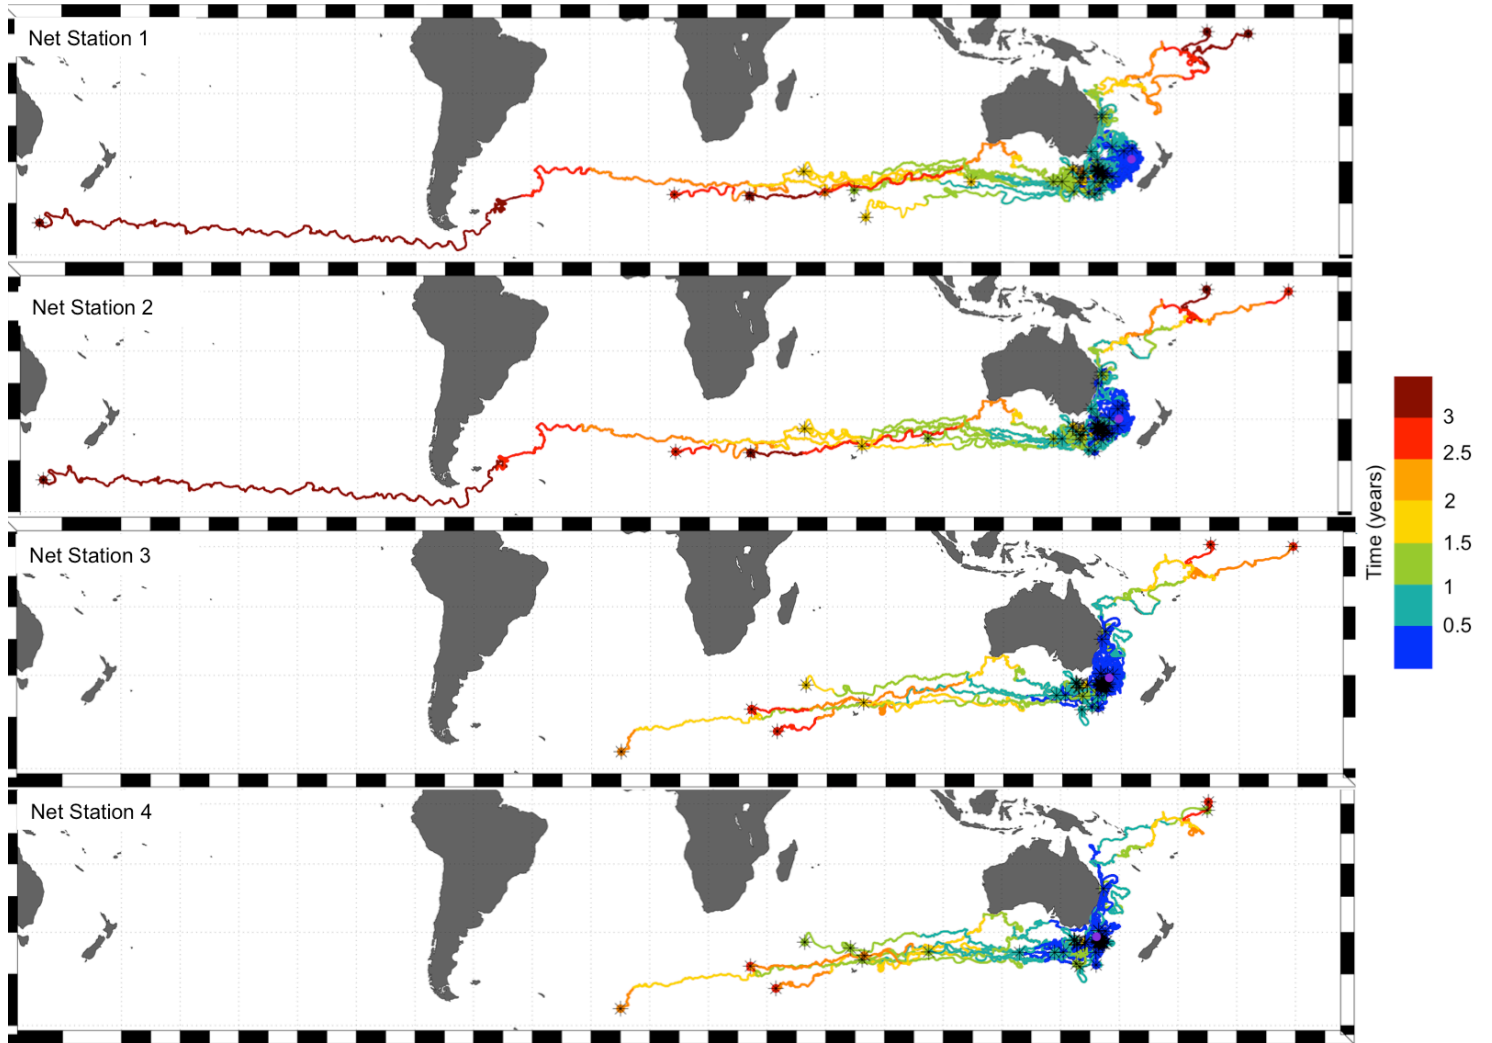 Net Station 1
Net Station 2
Net Station 3
Net Station 4
Time (years)
3
2.5
2
1.5
1
0.5